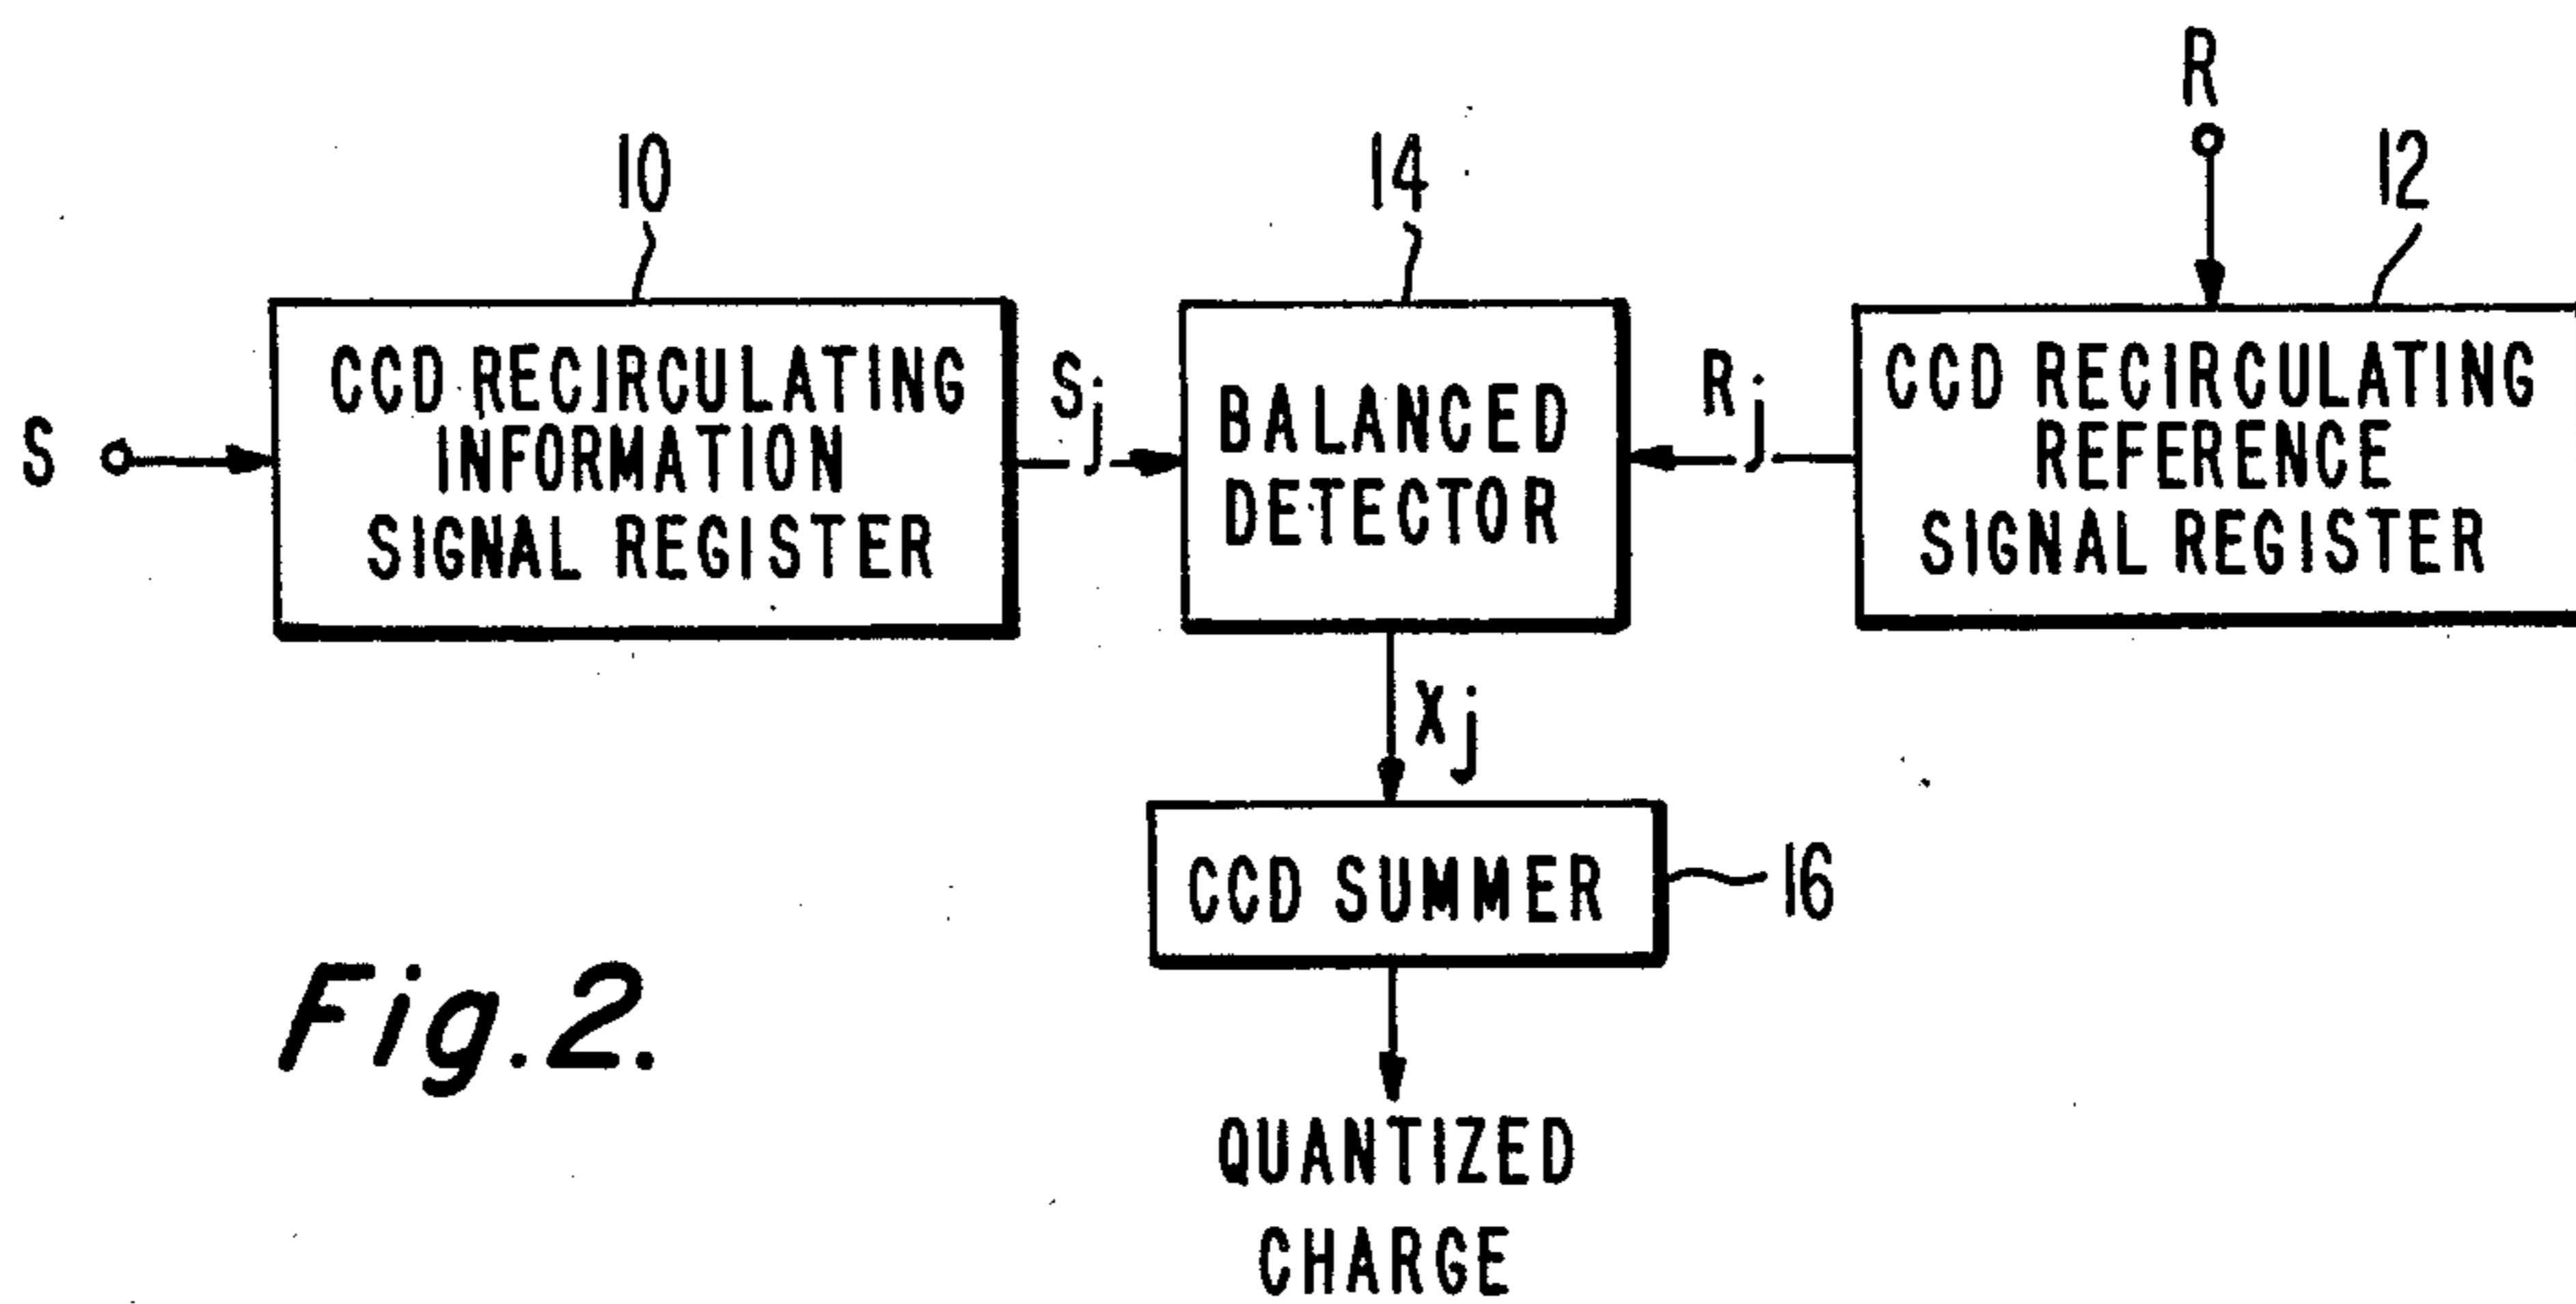 R
10
14
12
CCD RECIRCULATING
INFORMATION
SIGNAL REGISTER
S
Sj
BALANCED
DETECTOR
Rj
CCD RECIRCULATING
REFERENCE
SIGNAL REGISTER
Xj
CCD SUMMER
16
Fig.2.
QUANTIZED
CHARGE